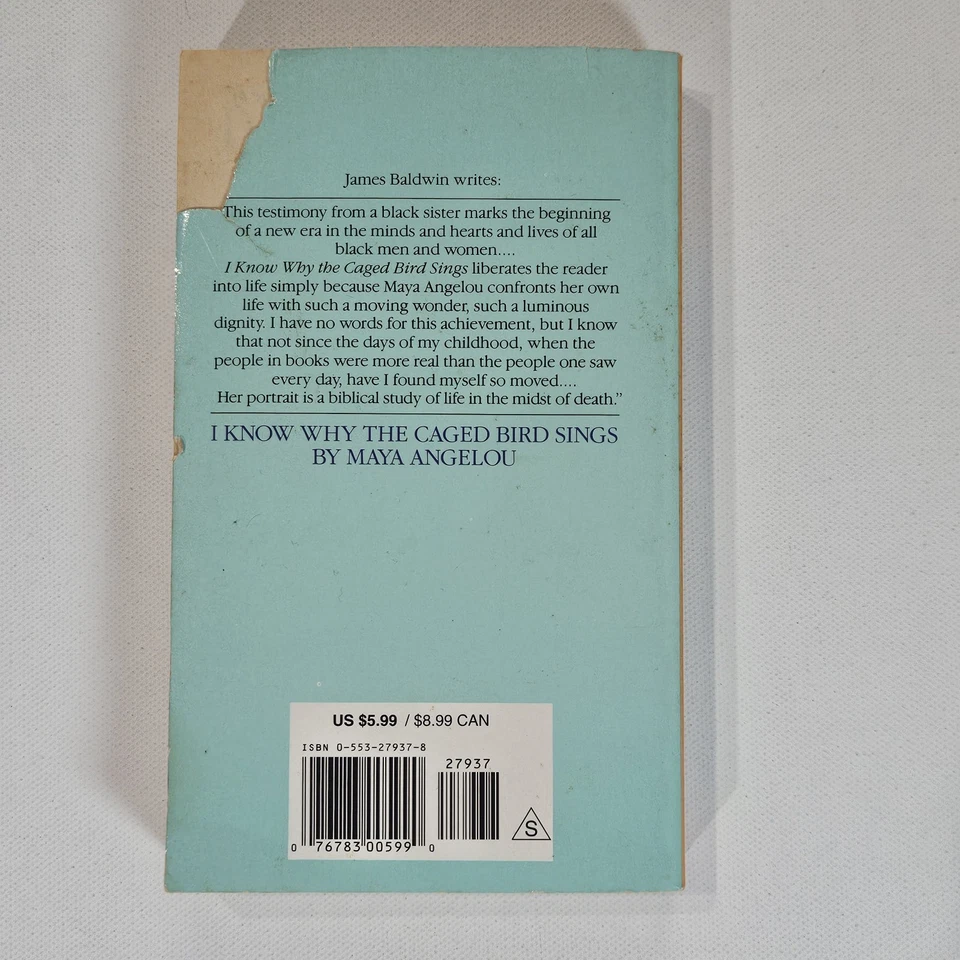 James Baldwin writes:
This testimony from a black sister marks the beginning
of a new era in the minds and hearts and lives of all
black men and women....
I Know Why the Caged Bird Sings liberates the reader
into life simply because Maya Angelou confronts her own
life with such a moving wonder, such a luminous
dignity. I have no words for this achievement, but I know
that not since the days of my childhood, when the
people in books were more real than the people one saw
every day, have I found myself so moved....
Her portrait is a biblical study of life in the midst of death.”
I KNOW WHY THE CAGED BIRD SINGS
BY MAYA ANGELOU
US $5.99 / $8.99 CAN
ISBN 0-553-27937-8
27937
0 76783 00599 0
S